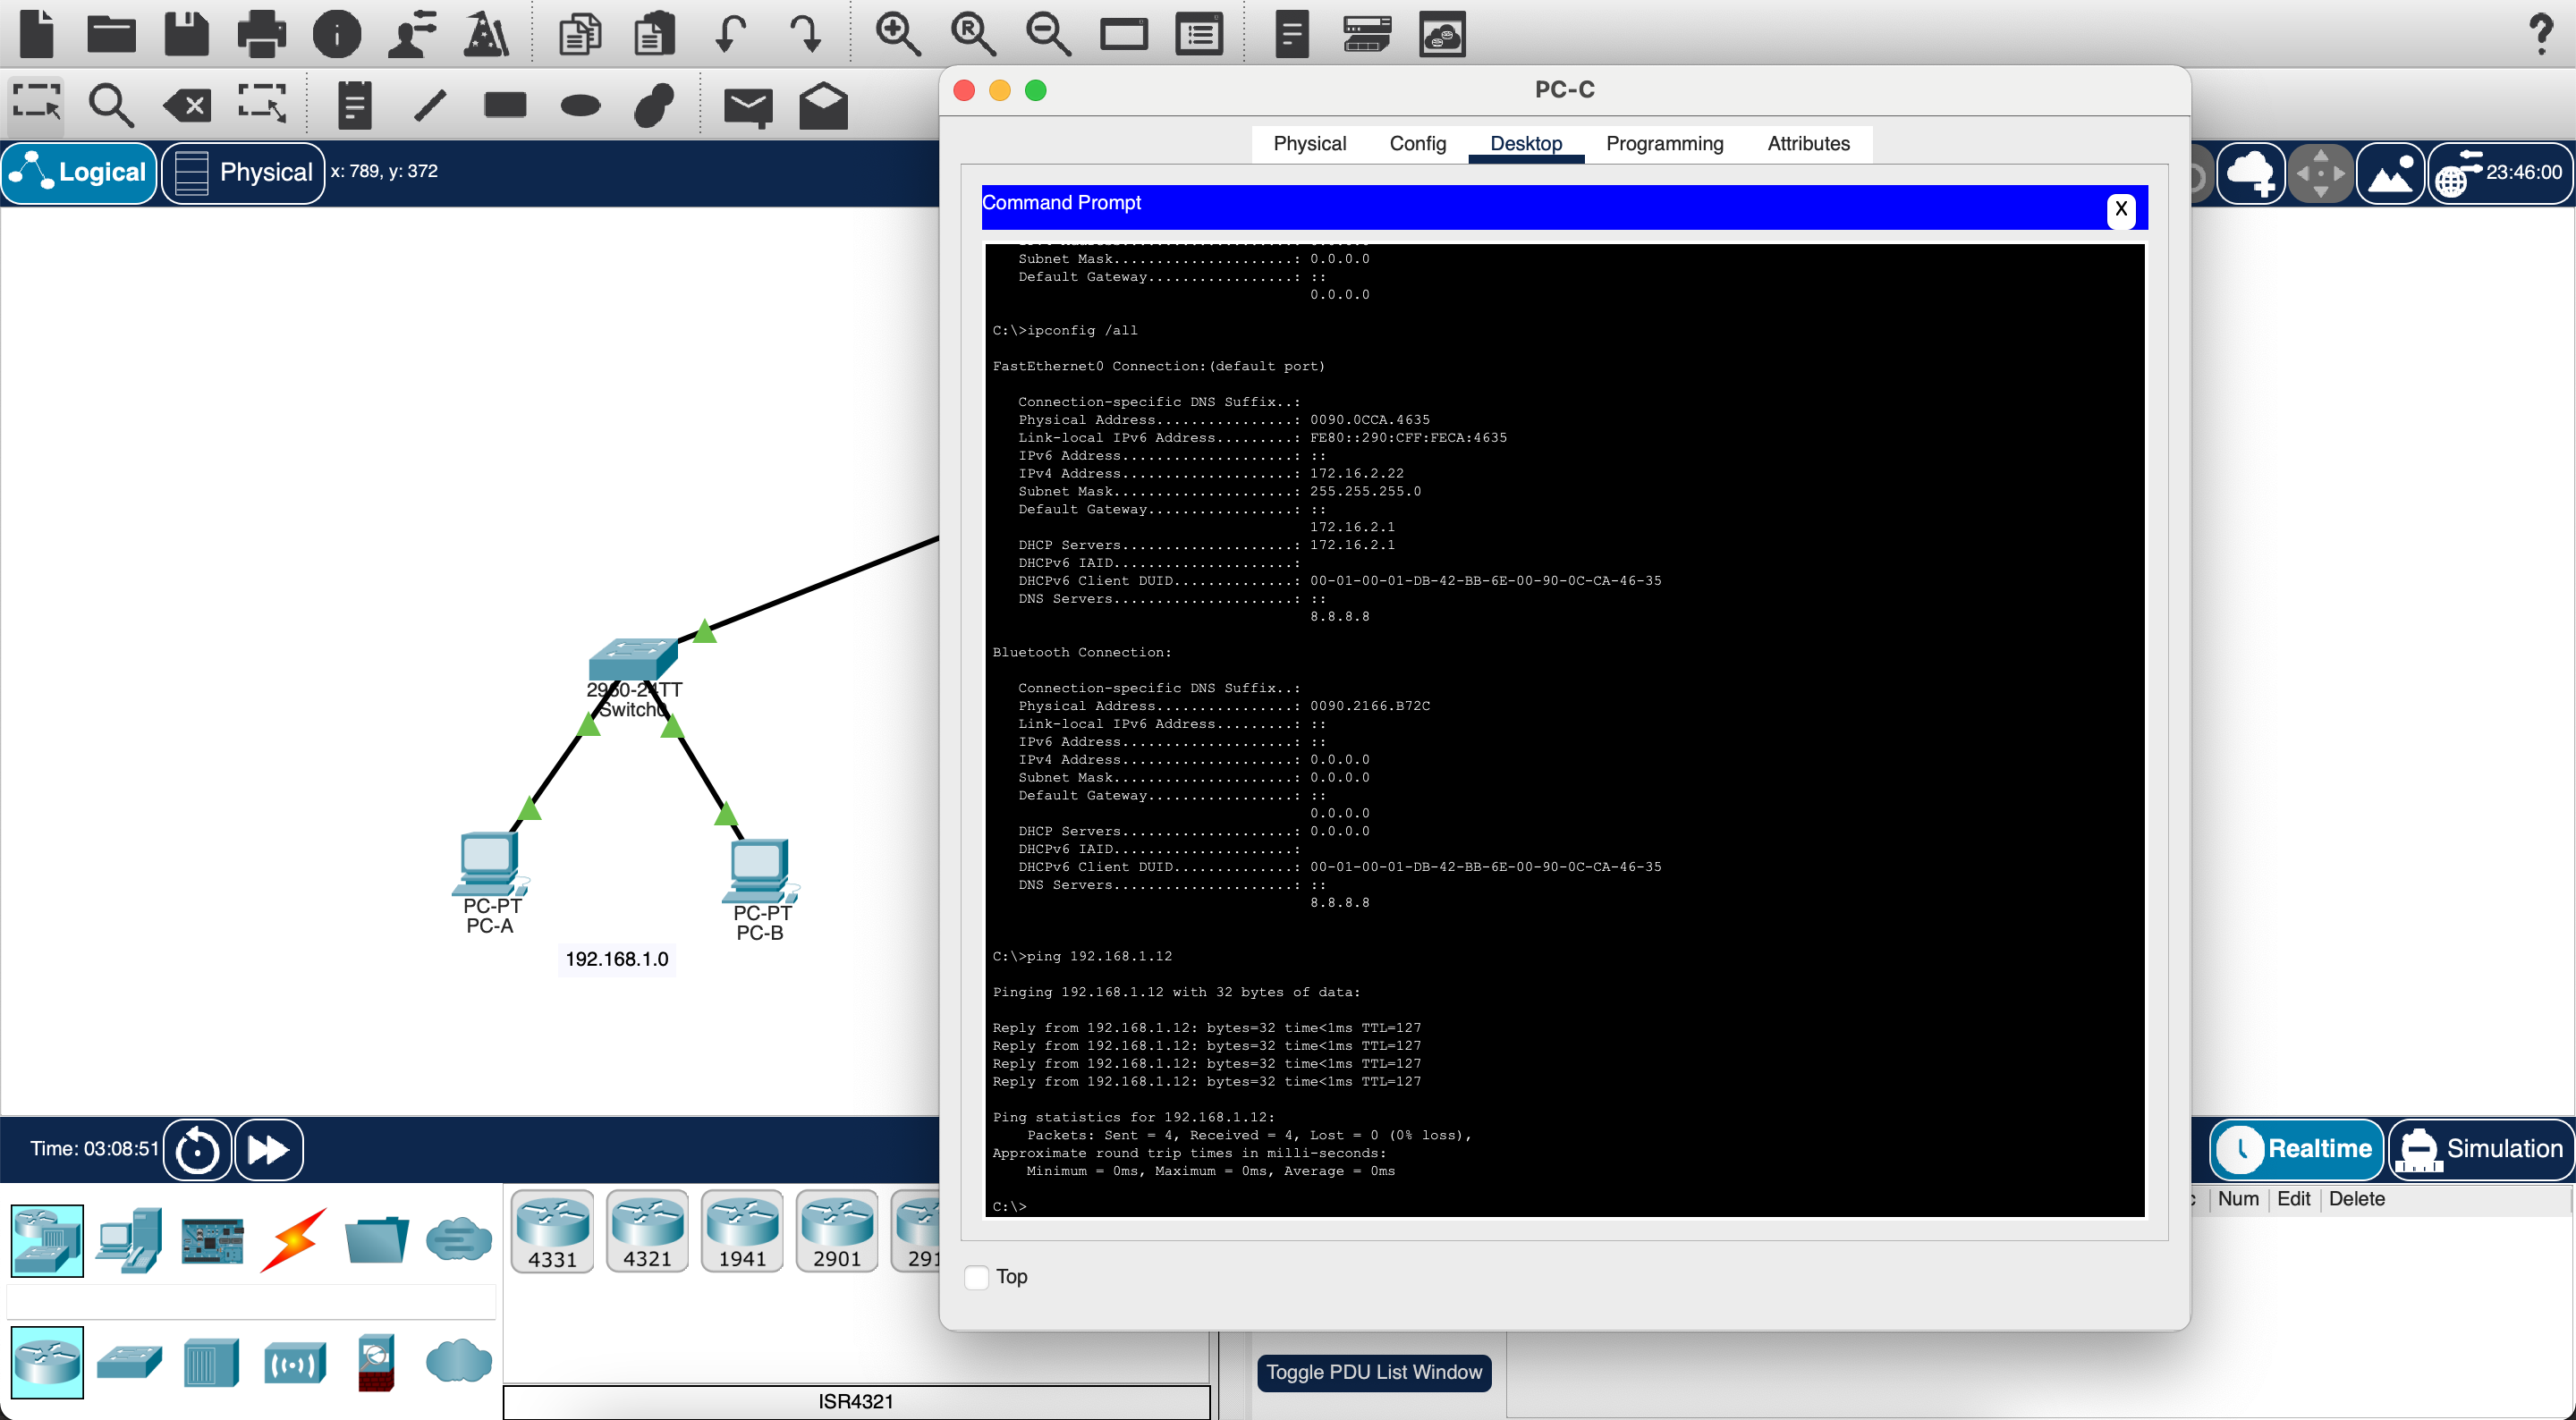 PC-C
Physical Config Desktop Programming Attributes
Logical
Physical
x: 789, y: 372
23:46:00
Command Prompt
X
Subnet Mask.....................: 0.0.0.0
Default Gateway.................: ::
0.0.0.0
C:\>ipconfig /all
FastEthernet0 Connection:(default port)
Connection-specific DNS Suffix..:
Physical Address................: 0090.0CCA.4635
Link-local IPv6 Address.........: FE80::290:CFF:FECA:4635
IPv6 Address....................: ::
IPv4 Address....................: 172.16.2.22
Subnet Mask.....................: 255.255.255.0
Default Gateway.................: ::
172.16.2.1
DHCP Servers....................: 172.16.2.1
DHCPv6 IAID.....................:
DHCPv6 Client DUID..............: 00-01-00-01-DB-42-BB-6E-00-90-0C-CA-46-35
DNS Servers.....................: ::
8.8.8.8
Bluetooth Connection:
Connection-specific DNS Suffix..:
Physical Address................: 0090.2166.B72C
Link-local IPv6 Address.........: ::
IPv6 Address....................: ::
IPv4 Address....................: 0.0.0.0
Subnet Mask.....................: 0.0.0.0
Default Gateway.................: ::
0.0.0.0
DHCP Servers....................: 0.0.0.0
DHCPv6 IAID.....................:
DHCPv6 Client DUID..............: 00-01-00-01-DB-42-BB-6E-00-90-0C-CA-46-35
DNS Servers.....................: ::
8.8.8.8
C:\>ping 192.168.1.12
Pinging 192.168.1.12 with 32 bytes of data:
Reply from 192.168.1.12: bytes=32 time<1ms TTL=127
Reply from 192.168.1.12: bytes=32 time<1ms TTL=127
Reply from 192.168.1.12: bytes=32 time<1ms TTL=127
Reply from 192.168.1.12: bytes=32 time<1ms TTL=127
Ping statistics for 192.168.1.12:
Packets: Sent = 4, Received = 4, Lost = 0 (0% loss),
Approximate round trip times in milli-seconds:
Minimum = 0ms, Maximum = 0ms, Average = 0ms
C:\>
Top
2960-24TT
Switch0
PC-PT
PC-A
PC-PT
PC-B
192.168.1.0
Time: 03:08:51
Realtime
Simulation
Num Edit Delete
4331 4321 1941 2901 291
Toggle PDU List Window
ISR4321